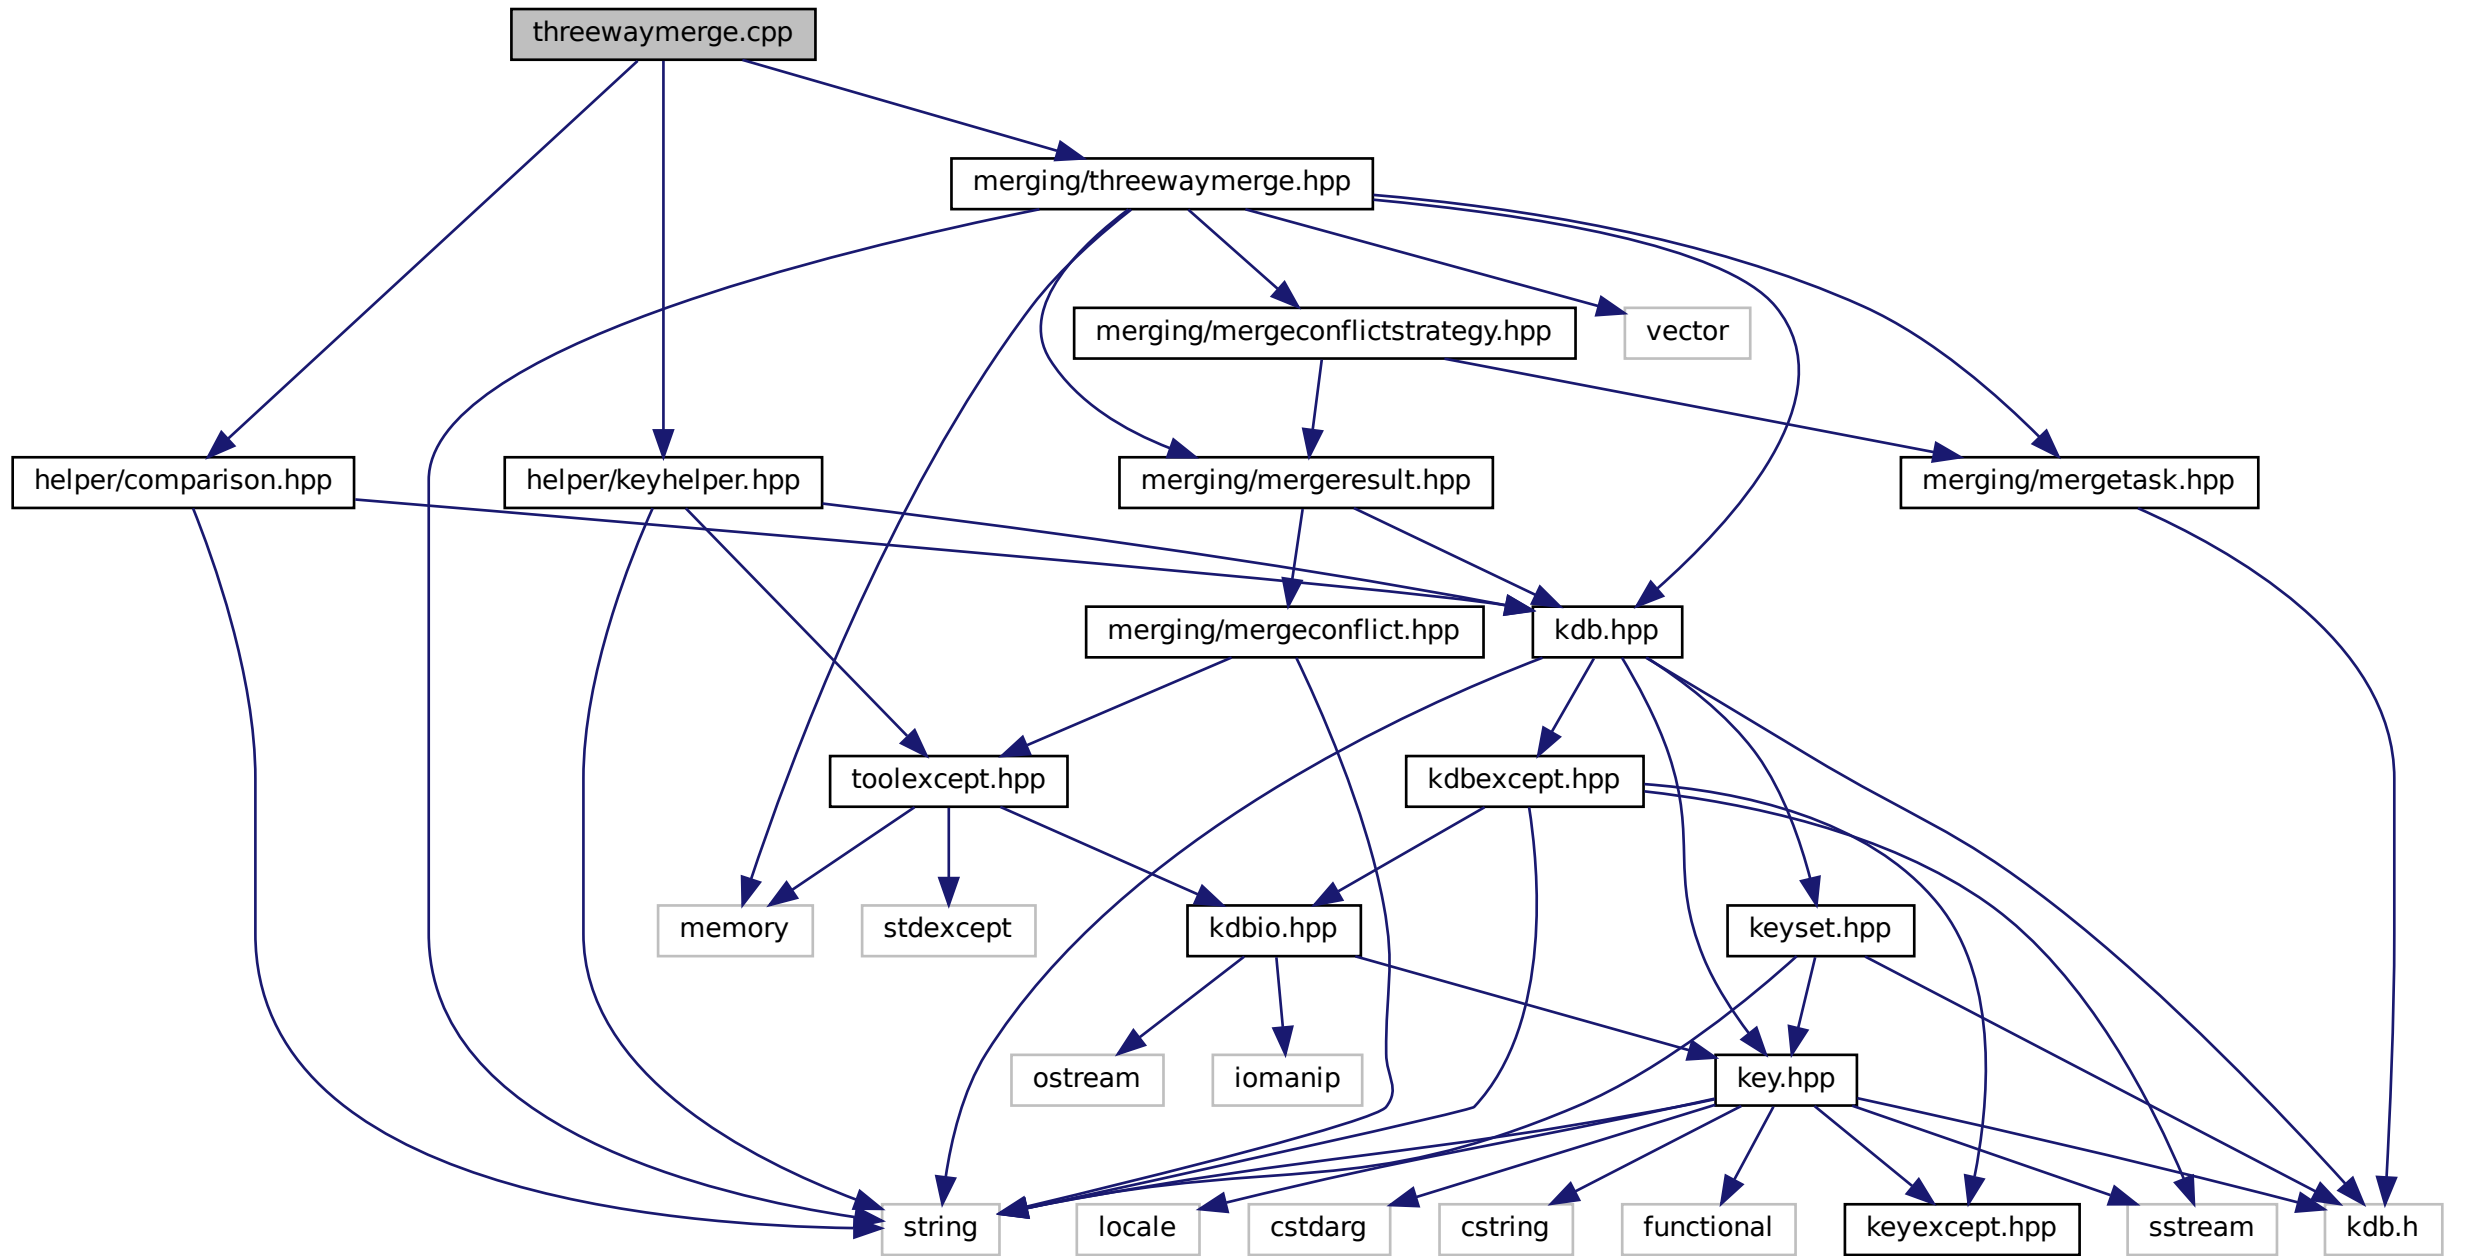 threewaymerge.cpp
merging/threewaymerge.hpp
merging/mergeconflictstrategy.hpp
vector
helper/comparison.hpp
helper/keyhelper.hpp
merging/mergeresult.hpp
merging/mergetask.hpp
merging/mergeconflict.hpp
kdb.hpp
toolexcept.hpp
kdbexcept.hpp
memory
stdexcept
kdbio.hpp
keyset.hpp
ostream
iomanip
key.hpp
string
locale
cstdarg
cstring
functional
keyexcept.hpp
sstream
kdb.h